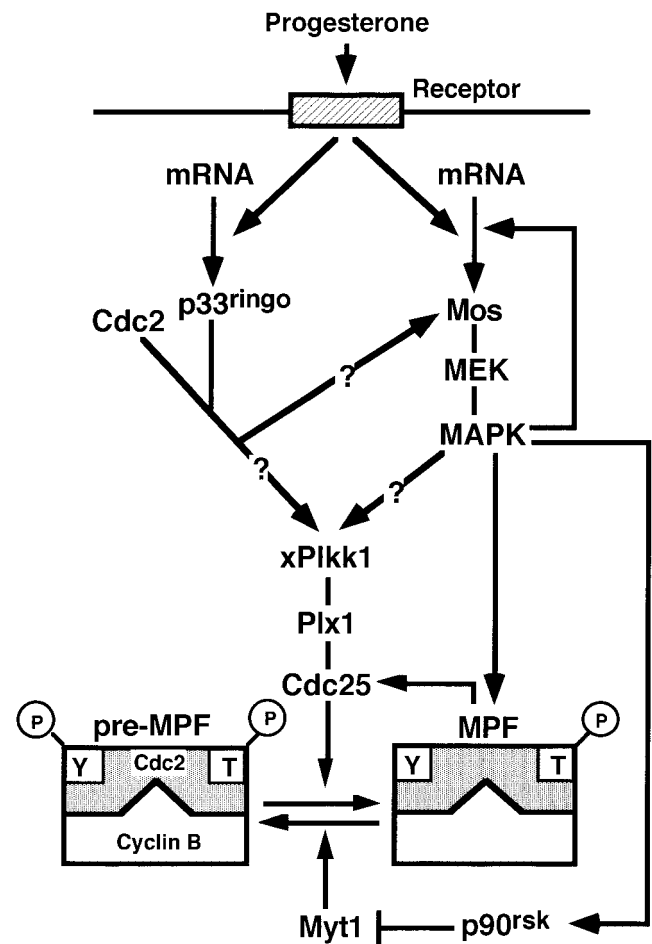 Progesterone
Receptor
mRNA
mRNA
p33ringo
Cdc2
Mos
?
MEK
MAPK
?
?
xPlkk1
Plx1
Cdc25
P
pre-MPF
P
MPF
P
Y
Cdc2
T
Y
T
Cyclin B
Myt1
p90rsk